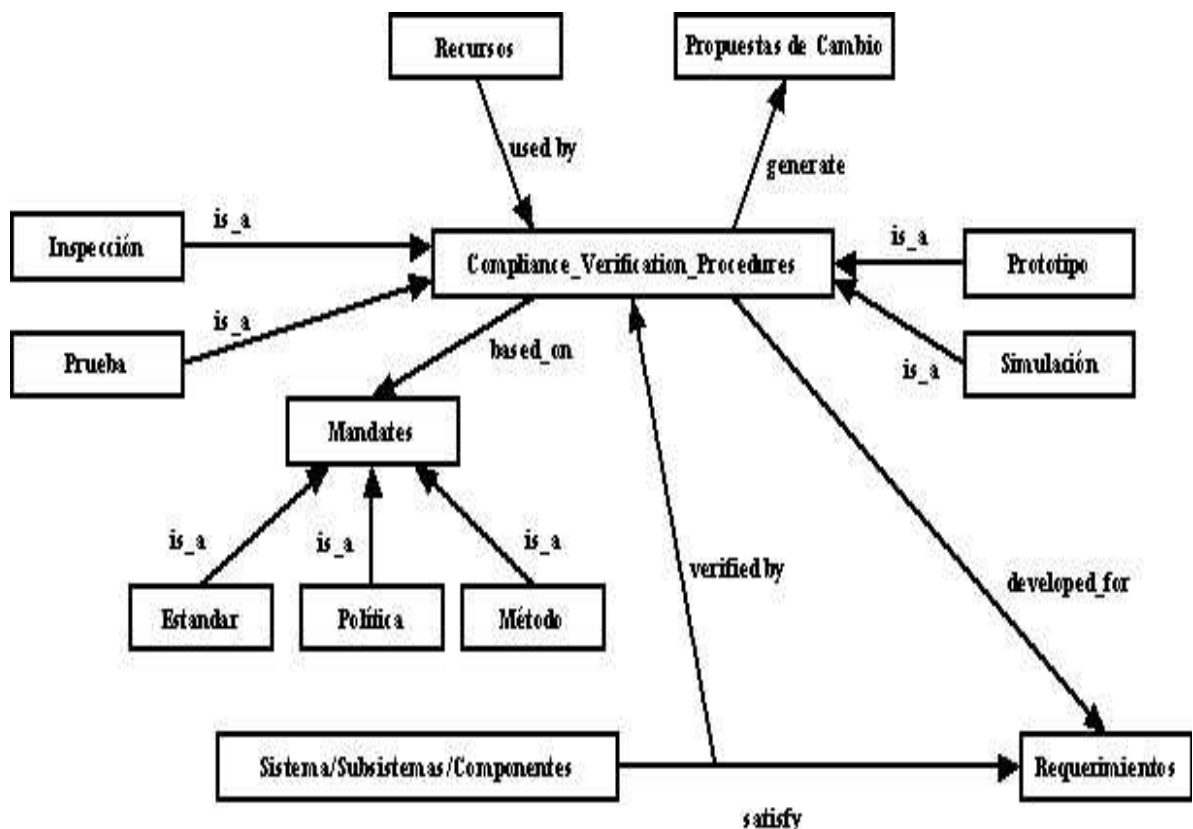 Recursos
Propuestas de Cambio
used by
generate
is_a
is_a
Inspección
Compliance_Verification_Procedures
Prototipo
is_a
Prueba
based_on
is_a
Simulación
Mandates
is_a
is_a
is_a
verified by
developed_for
Estandar
Política
Método
Sistema/Subsistemas/Componentes
Requerimientos
satisfy